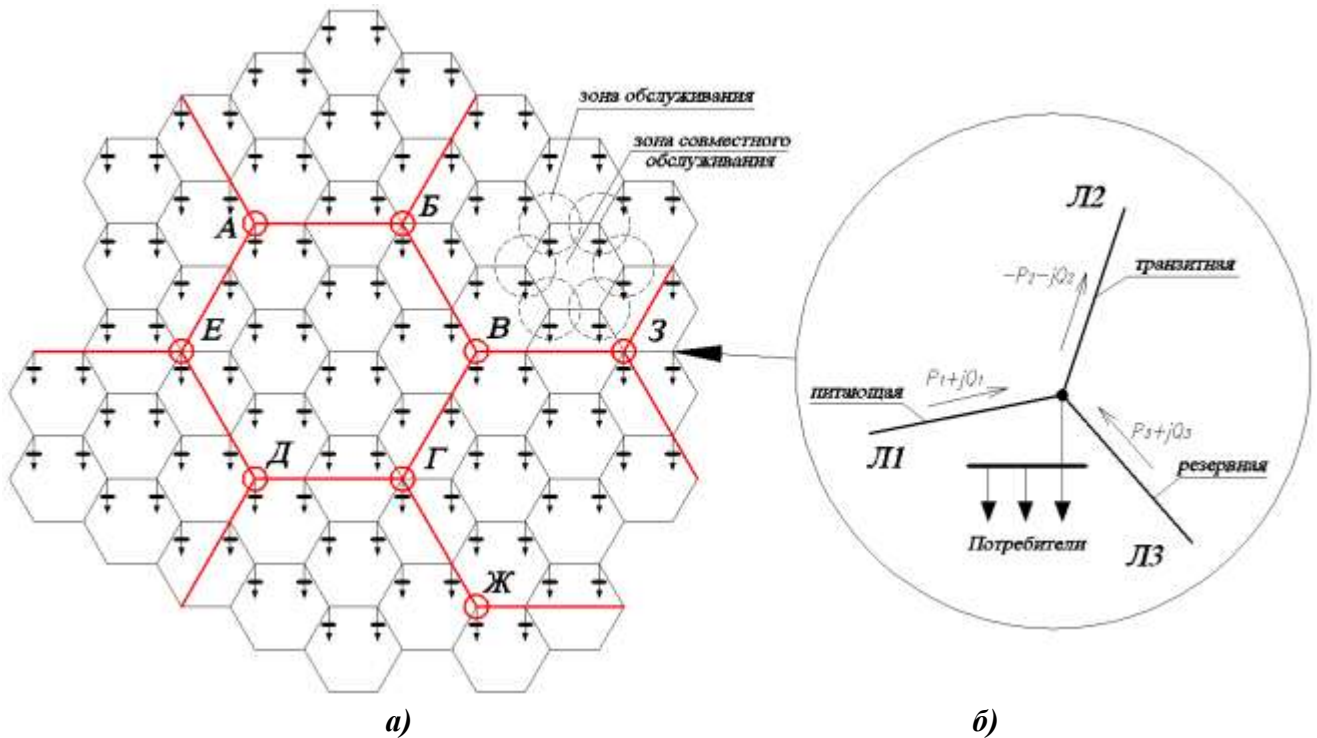 зона обслуживания
зона совместного
обслуживания
А
Б
Е
В
З
Д
Г
Ж
Л2
транзитная
-P2-jQ2
P1+jQ1
питающая
Л1
P3+jQ3
резервная
Потребители
Л3
а)
б)